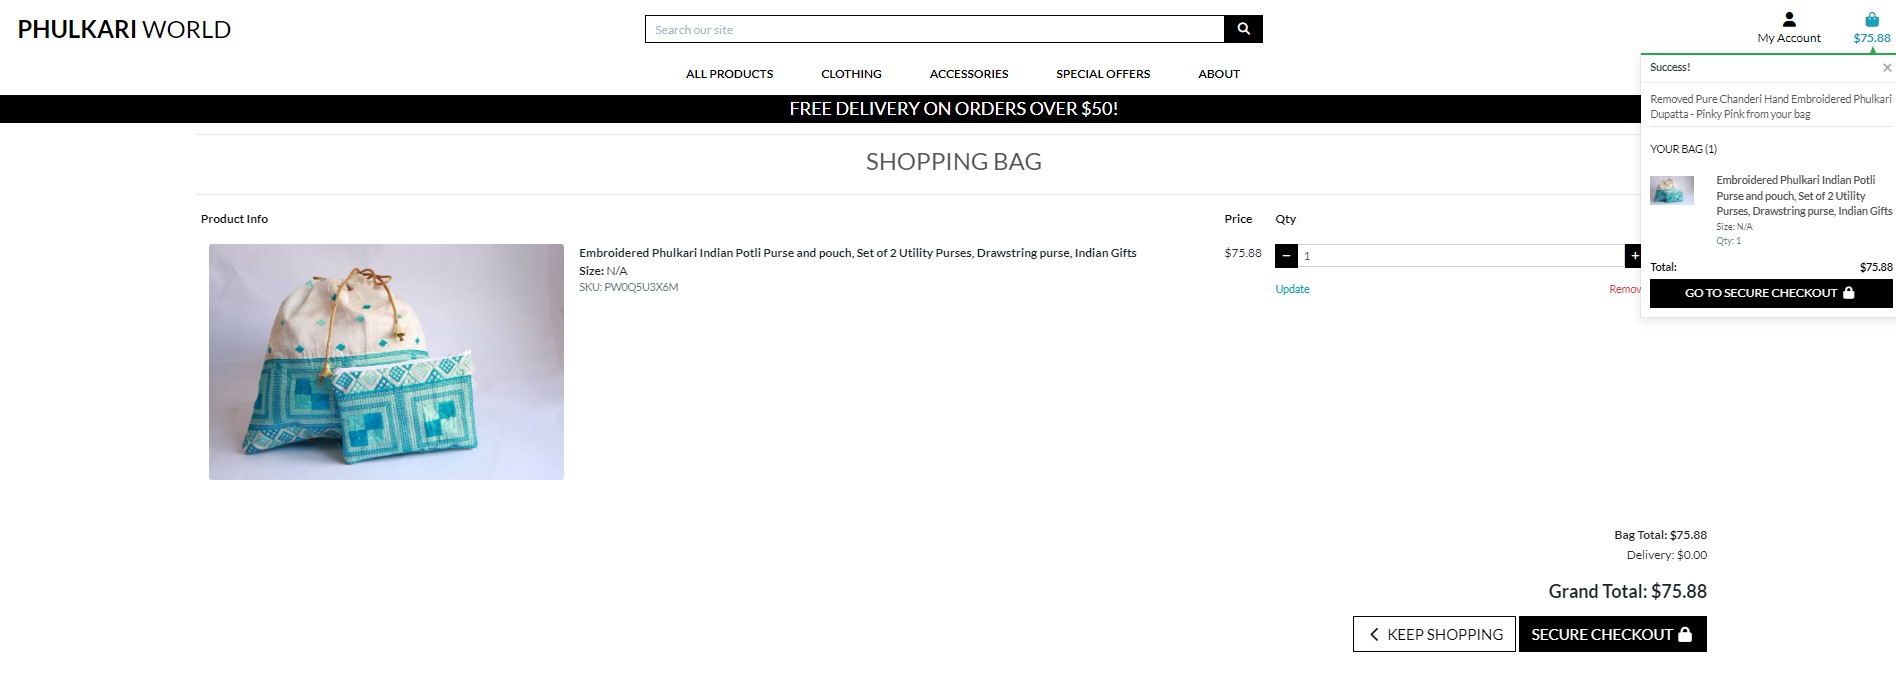 PHULKARI WORLD
Search our site
My Account
$75.88
ALL PRODUCTS
CLOTHING
ACCESSORIES
SPECIAL OFFERS
ABOUT
FREE DELIVERY ON ORDERS OVER $50!
Success!
×
Removed Pure Chanderi Hand Embroidered Phulkari
Dupatta - Pinky Pink from your bag
YOUR BAG (1)
Embroidered Phulkari Indian Potli
Purse and pouch, Set of 2 Utility
Purses, Drawstring purse, Indian Gifts
Size: N/A
Qty: 1
Total:
$75.88
GO TO SECURE CHECKOUT
SHOPPING BAG
Product Info
Price
Qty
Embroidered Phulkari Indian Potli Purse and pouch, Set of 2 Utility Purses, Drawstring purse, Indian Gifts
Size: N/A
SKU: PW0Q5U3X6M
$75.88
− 1 +
Update
Remov
Bag Total: $75.88
Delivery: $0.00
Grand Total: $75.88
KEEP SHOPPING
SECURE CHECKOUT